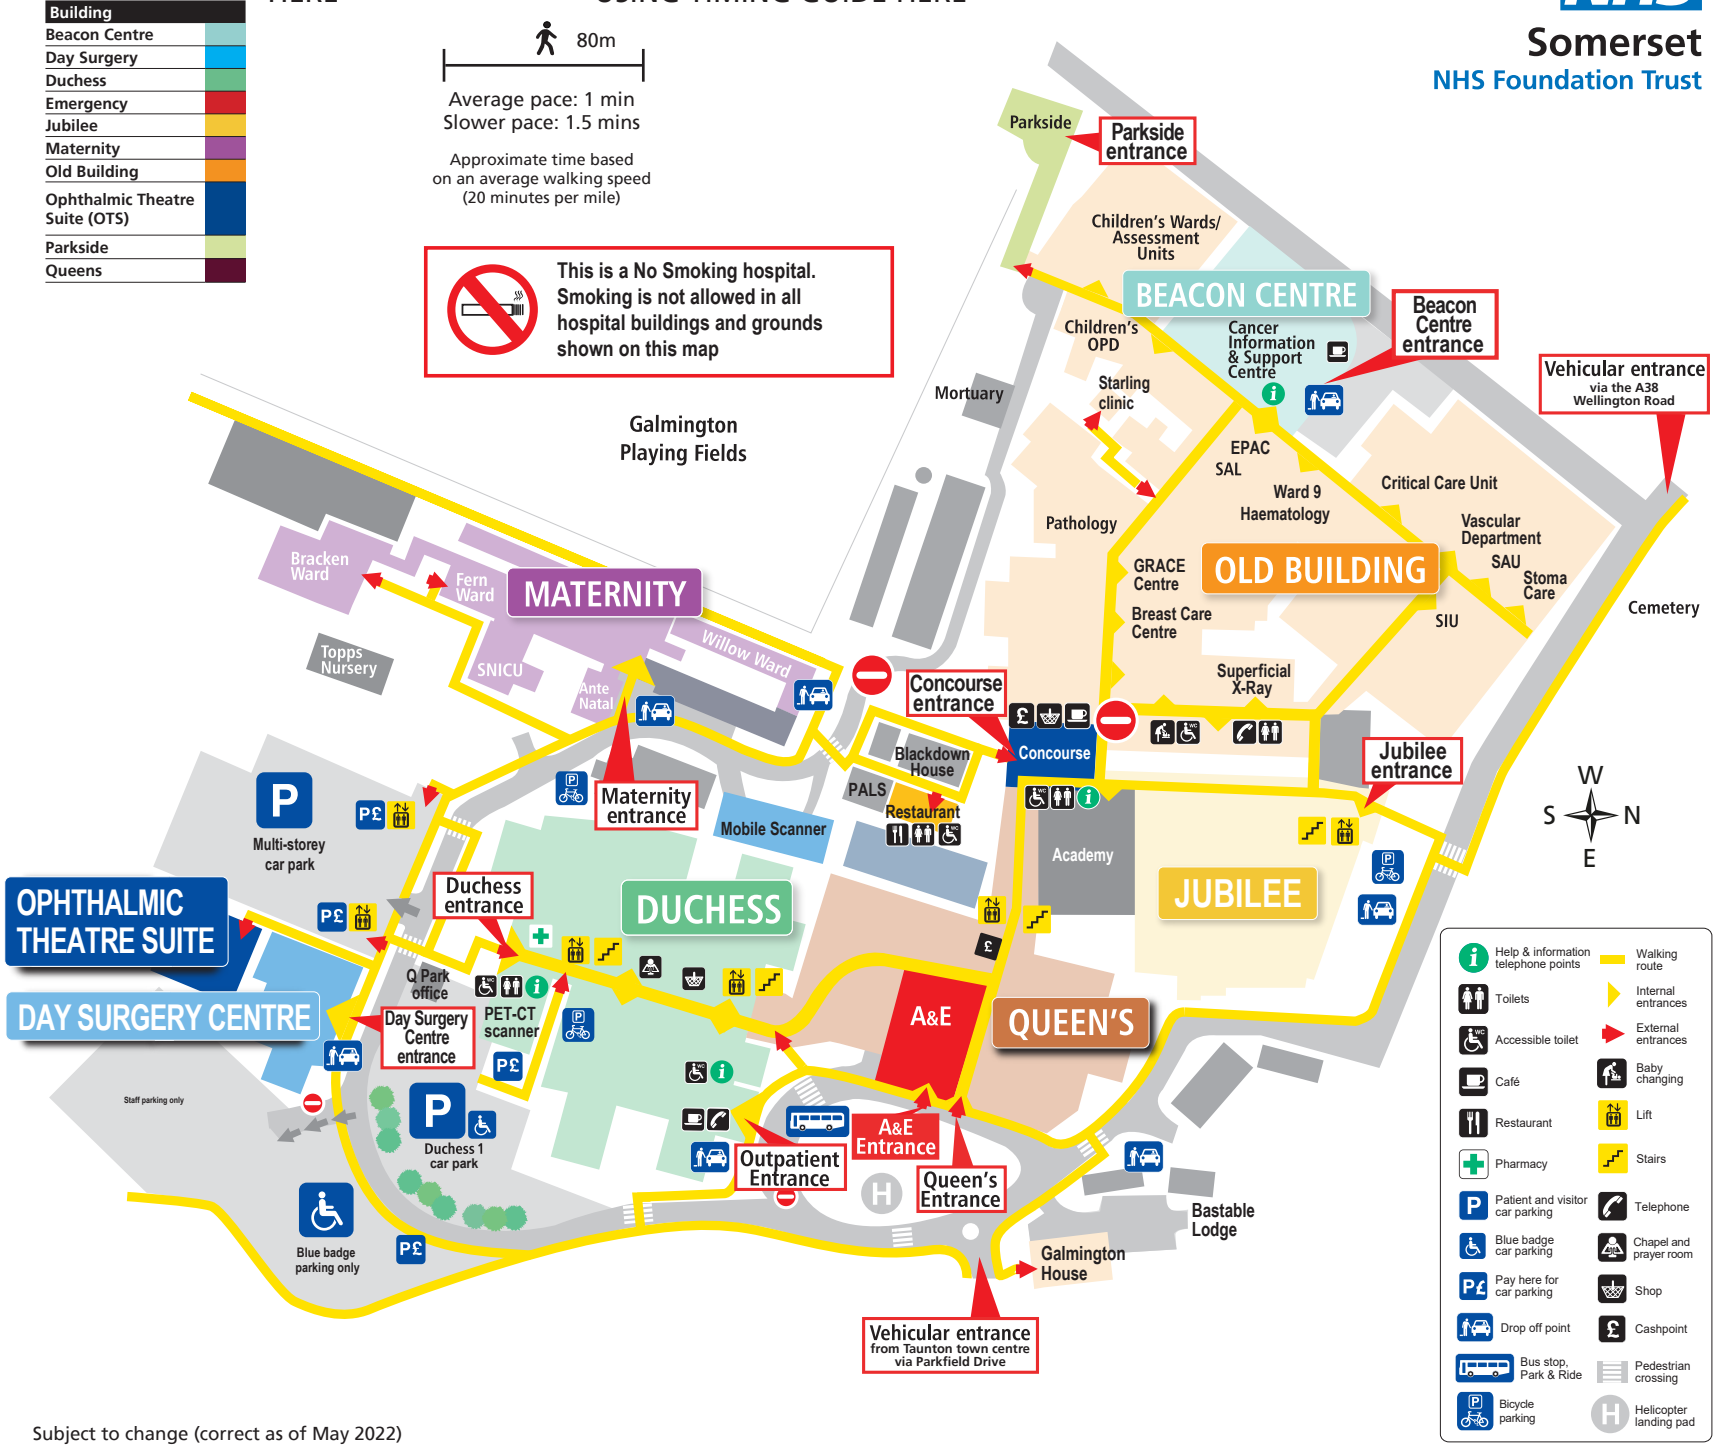 Building
Beacon Centre
Day Surgery
Duchess
Emergency
Jubilee
Maternity
Old Building
Ophthalmic Theatre
Suite (OTS)
Parkside
Queens
80m
Average pace: 1 min
Slower pace: 1.5 mins
Approximate time based
on an average walking speed
(20 minutes per mile)
NHS
Somerset
NHS Foundation Trust
This is a No Smoking hospital.
Smoking is not allowed in all
hospital buildings and grounds
shown on this map
Parkside
Parkside
entrance
Children's Wards/
Assessment
Units
BEACON CENTRE
Children's
OPD
Cancer
Information
& Support
Centre
Beacon
Centre
entrance
Vehicular entrance
via the A38
Wellington Road
Starling
clinic
Mortuary
Galmington
Playing Fields
EPAC
SAL
Ward 9
Haematology
Critical Care Unit
Pathology
Vascular
Department
SAU
Stoma
Care
GRACE
Centre
OLD BUILDING
Breast Care
Centre
SIU
Cemetery
Superficial
X-Ray
Bracken
Ward
Fern
Ward
MATERNITY
Willow Ward
Topps
Nursery
SNICU
Ante
Natal
Concourse
entrance
Concourse
Blackdown
House
PALS
Restaurant
Jubilee
entrance
W
S
N
E
Multi-storey
car park
Maternity
entrance
Mobile Scanner
Academy
JUBILEE
OPHTHALMIC
THEATRE SUITE
Duchess
entrance
DUCHESS
DAY SURGERY CENTRE
Q Park
office
Day Surgery
Centre
entrance
PET-CT
scanner
A&E
QUEEN'S
Staff parking only
Duchess 1
car park
A&E
Entrance
Outpatient
Entrance
Queen's
Entrance
H
Blue badge
parking only
Bastable
Lodge
Galmington
House
Vehicular entrance
from Taunton town centre
via Parkfield Drive
Help & information
telephone points
Toilets
Accessible toilet
Café
Restaurant
Pharmacy
Patient and visitor
car parking
Blue badge
car parking
Pay here for
car parking
Drop off point
Bus stop,
Park & Ride
Bicycle
parking
Walking
route
Internal
entrances
External
entrances
Baby
changing
Lift
Stairs
Telephone
Chapel and
prayer room
Shop
Cashpoint
Pedestrian
crossing
Helicopter
landing pad
Subject to change (correct as of May 2022)